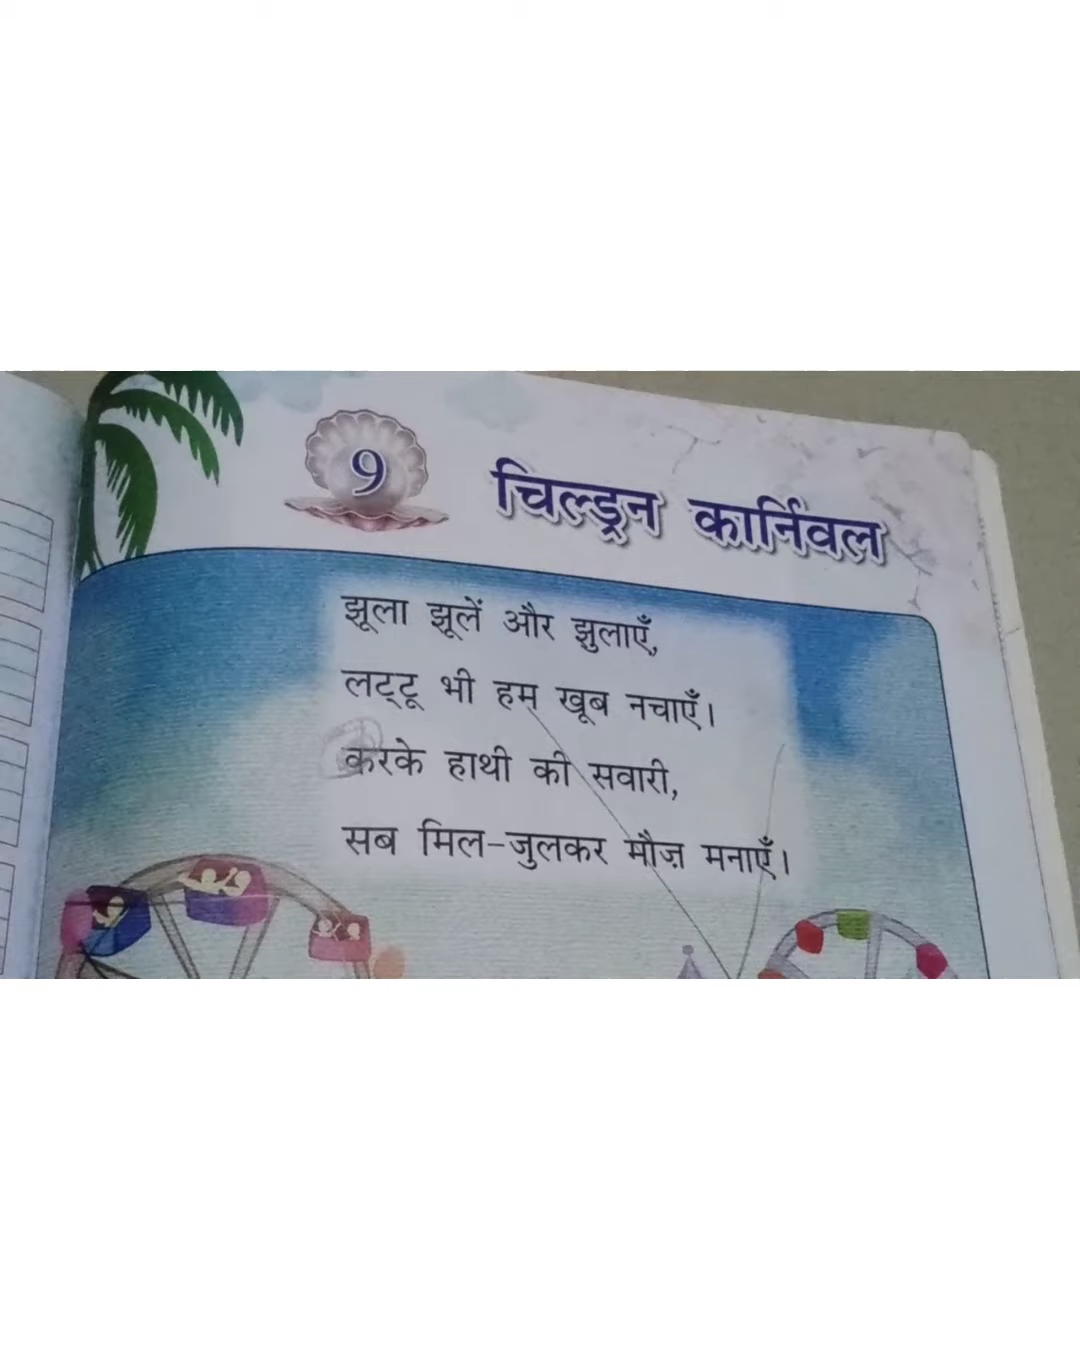 9
चिल्ड्रन कार्निवल
झूला झूलें और झुलाएँ,
लट्टू भी हम खूब नचाएँ।
करके हाथी की सवारी,
सब मिल-जुलकर मौज़ मनाएँ।